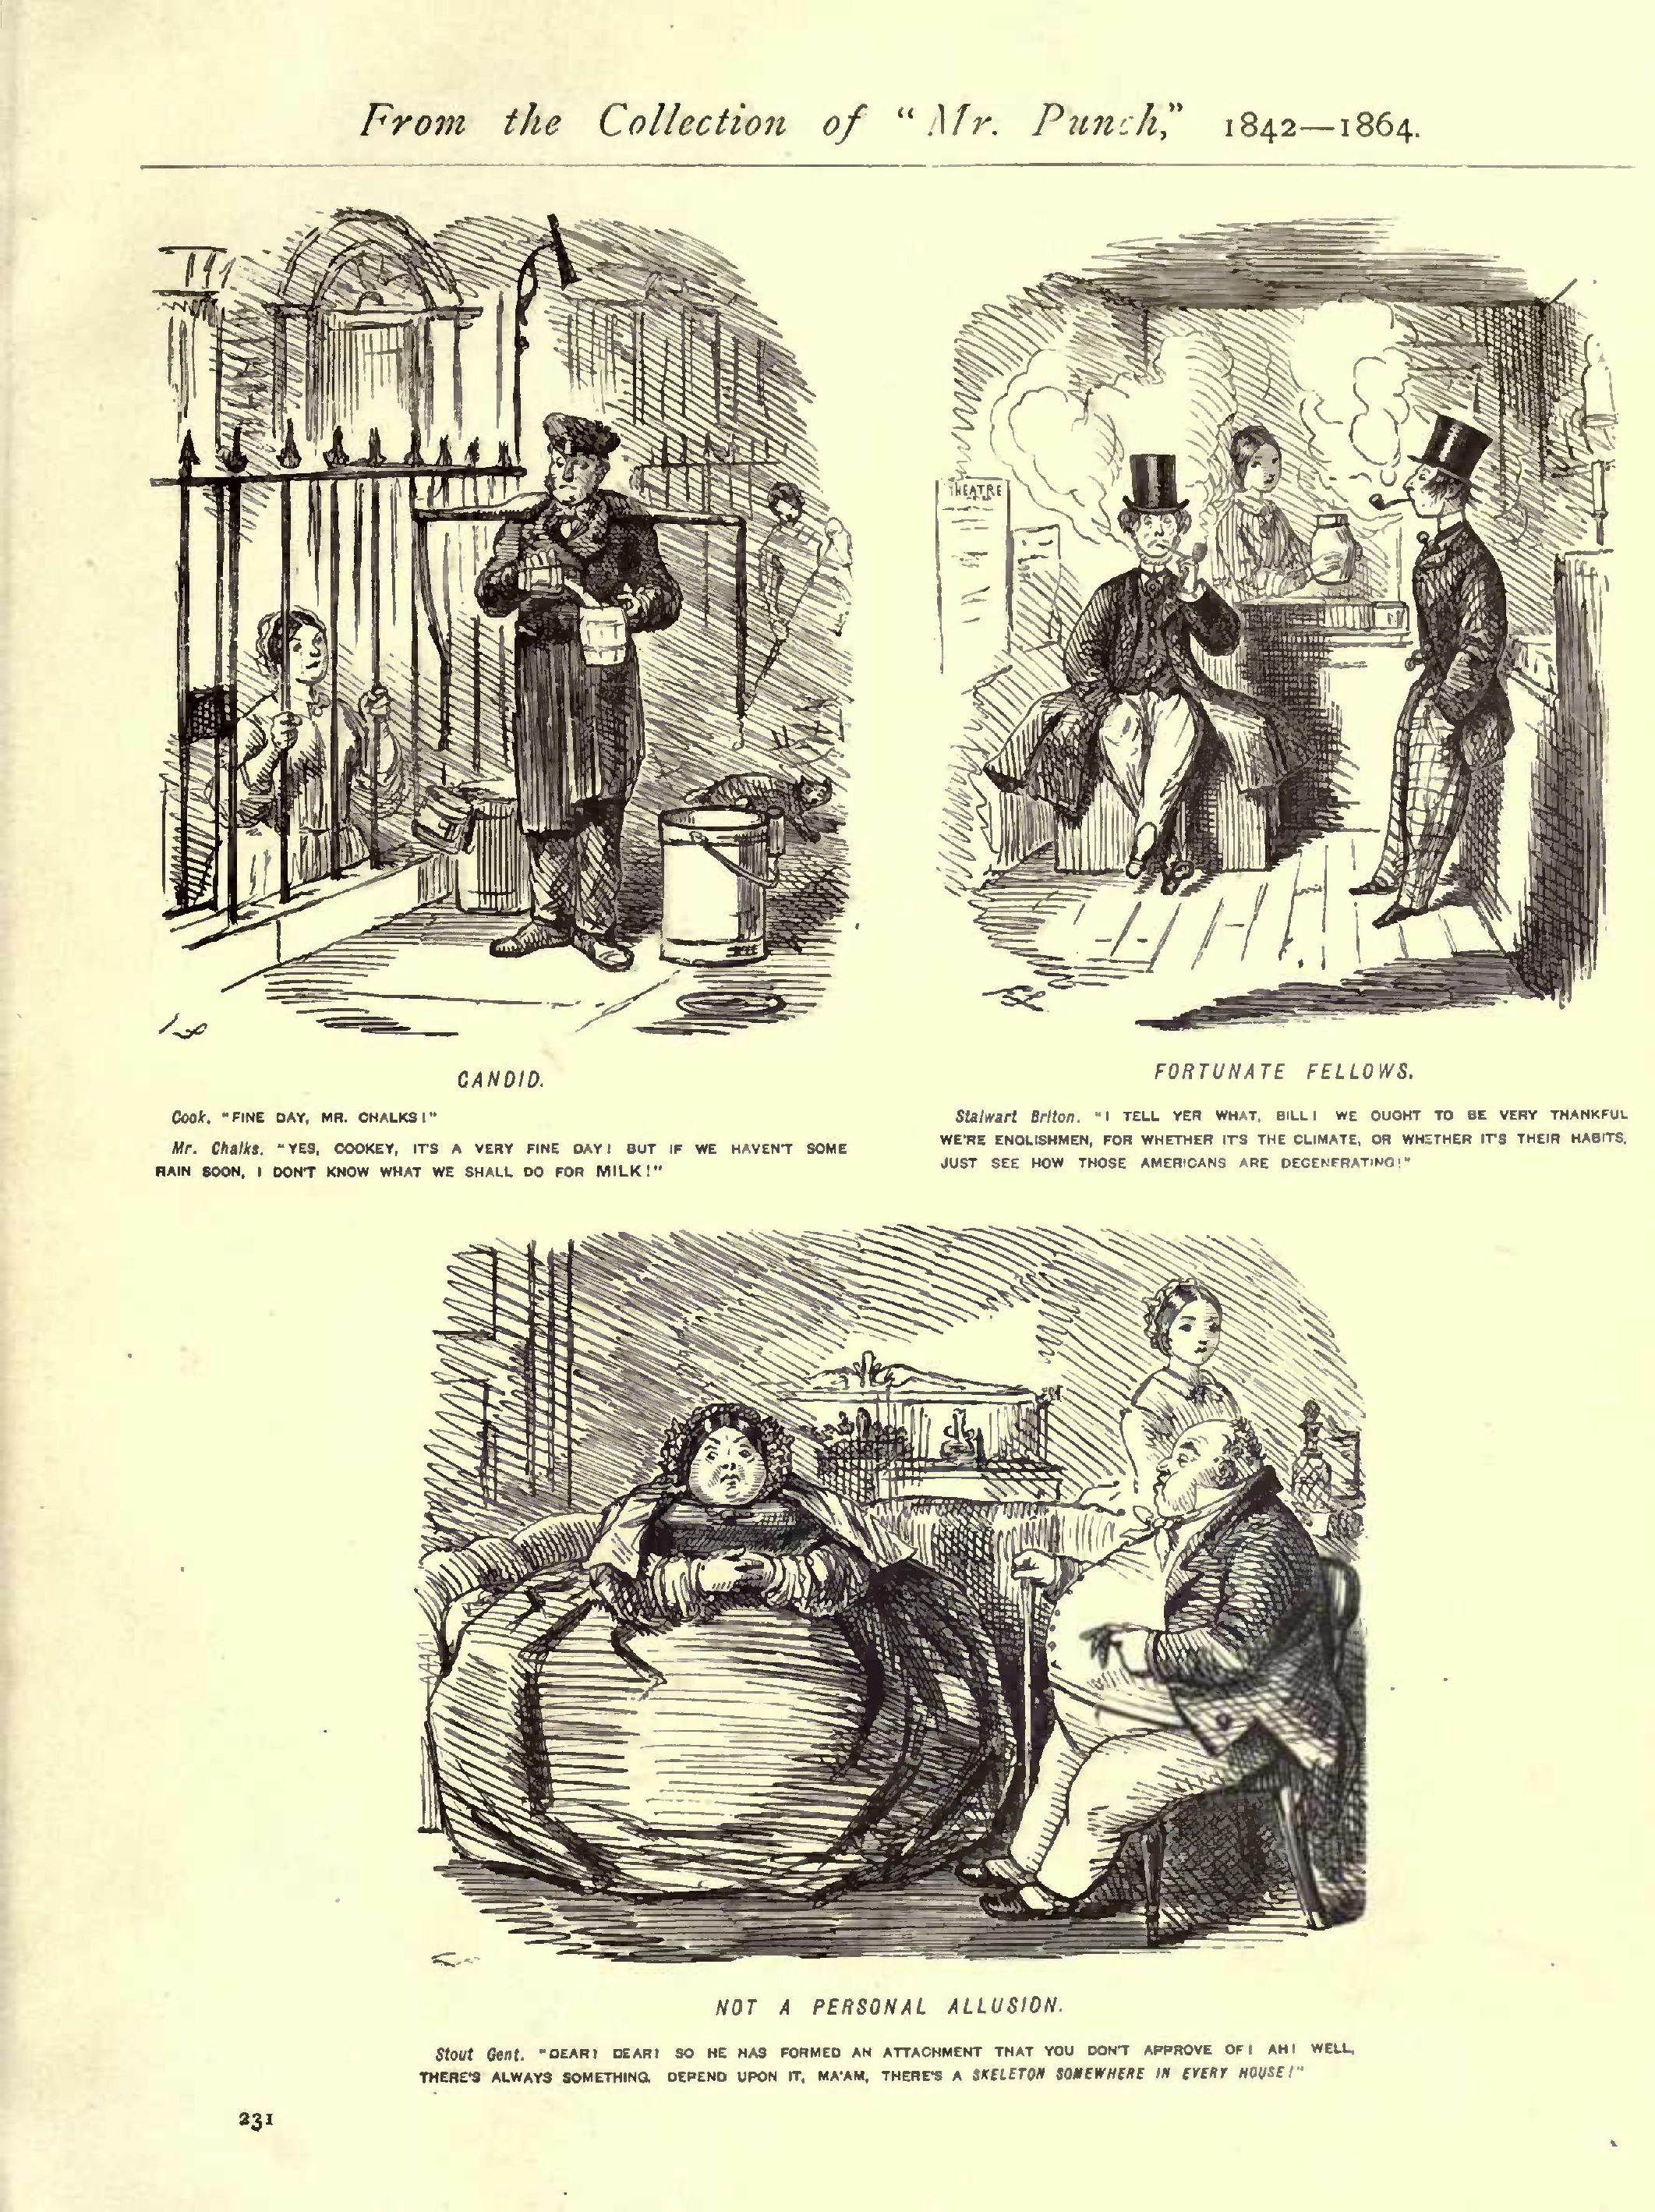 From the Collection of "Mr. Punch," 1842—1864.
THEATRE
CANDID.
Cook. "FINE DAY, MR. CHALKS!"
Mr. Chalks. "YES, COOKEY, IT'S A VERY FINE DAY! BUT IF WE HAVEN'T SOME
RAIN SOON, I DON'T KNOW WHAT WE SHALL DO FOR MILK!"
FORTUNATE FELLOWS.
Stalwart Briton. "I TELL YER WHAT, BILL! WE OUGHT TO BE VERY THANKFUL
WE'RE ENGLISHMEN, FOR WHETHER IT'S THE CLIMATE, OR WHETHER IT'S THEIR HABITS,
JUST SEE HOW THOSE AMERICANS ARE DEGENERATING!"
NOT A PERSONAL ALLUSION.
Stout Gent. "DEAR! DEAR! SO HE HAS FORMED AN ATTACHMENT THAT YOU DON'T APPROVE OF! AH! WELL,
THERE'S ALWAYS SOMETHING. DEPEND UPON IT, MA'AM, THERE'S A SKELETON SOMEWHERE IN EVERY HOUSE!"
231